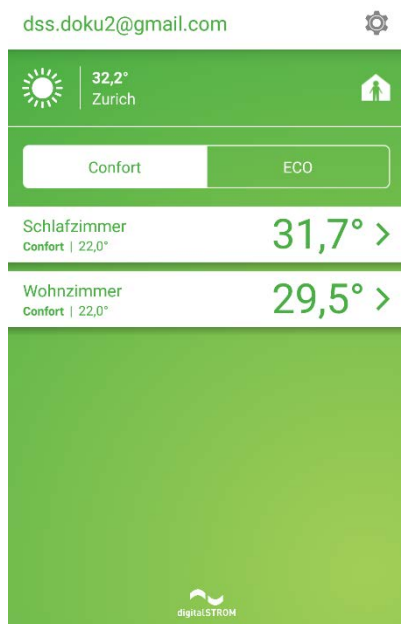 dss.doku2@gmail.com
32,2°
Zurich
Confort ECO
Schlafzimmer
Confort | 22,0°
31,7°
Wohnzimmer
Confort | 22,0°
29,5°
digitalSTROM